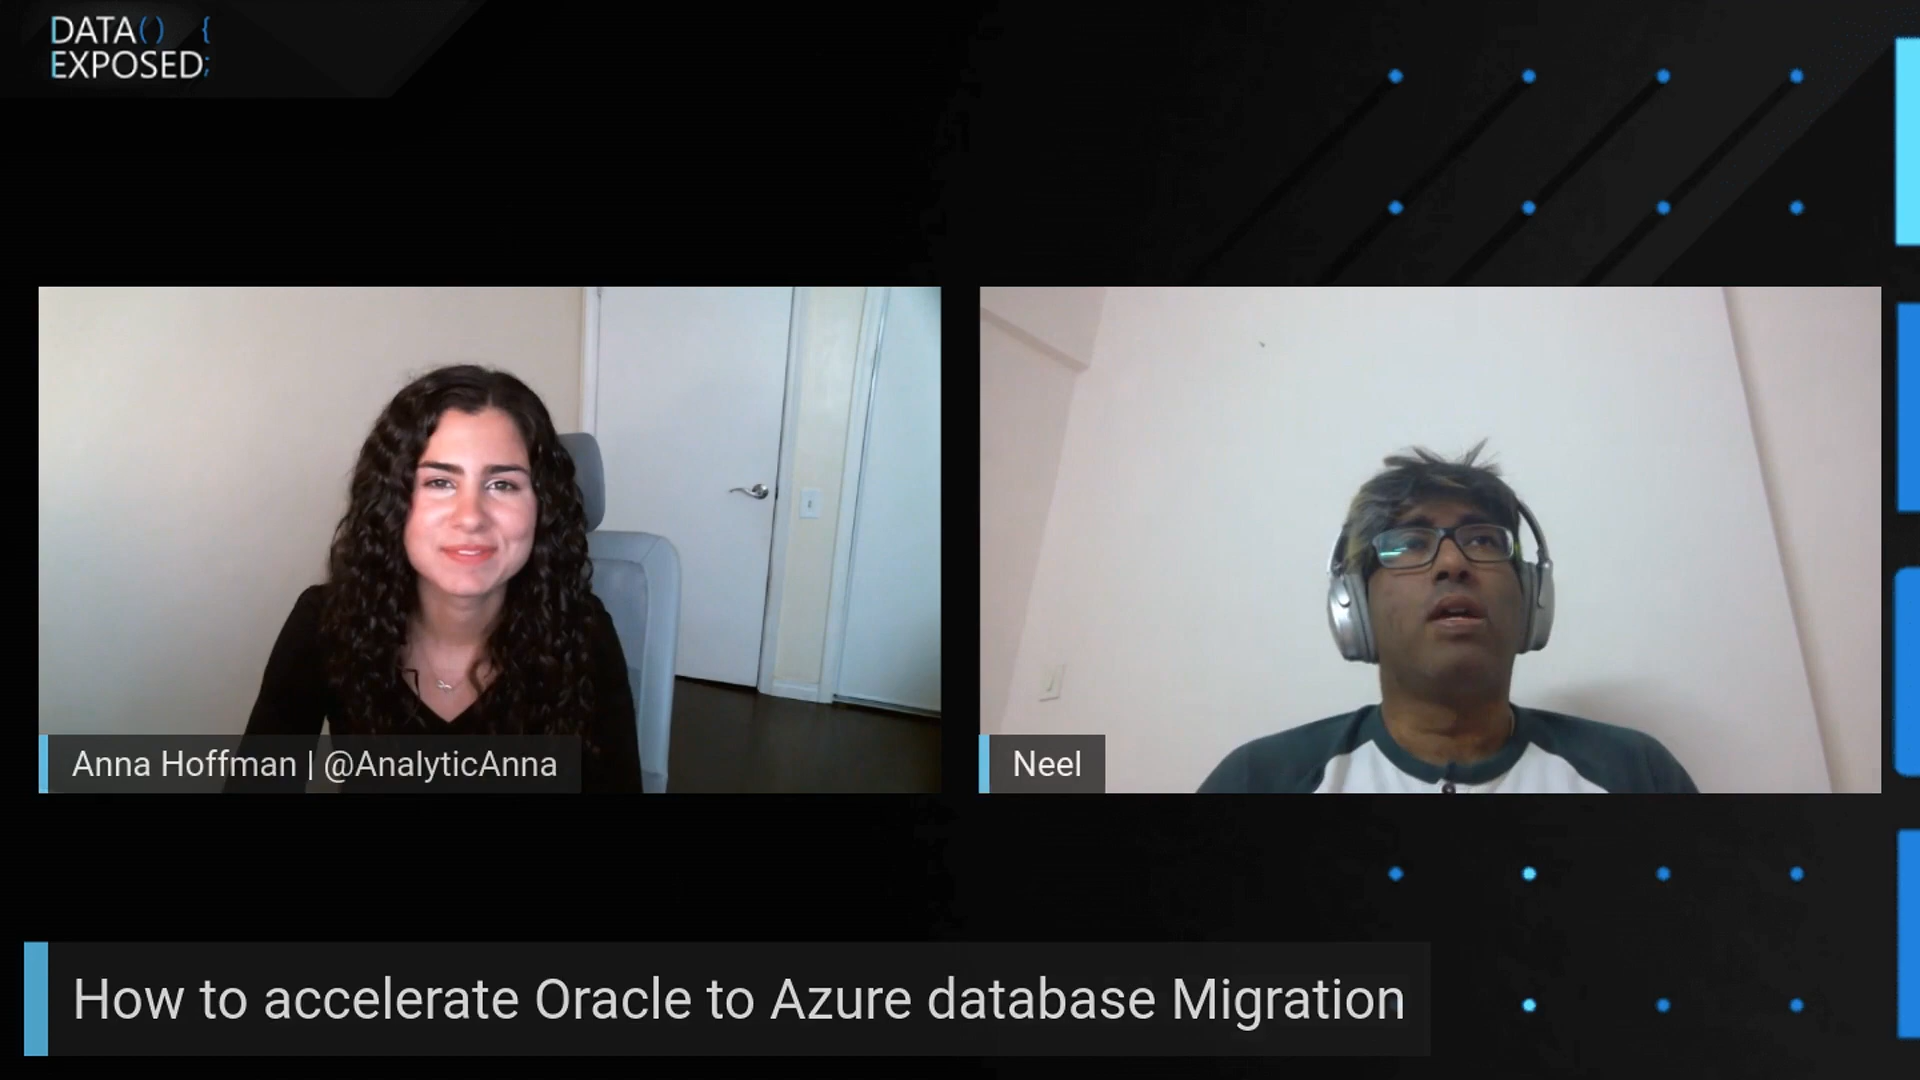 DATA() {
EXPOSED;
Anna Hoffman | @AnalyticAnna
Neel
How to accelerate Oracle to Azure database Migration